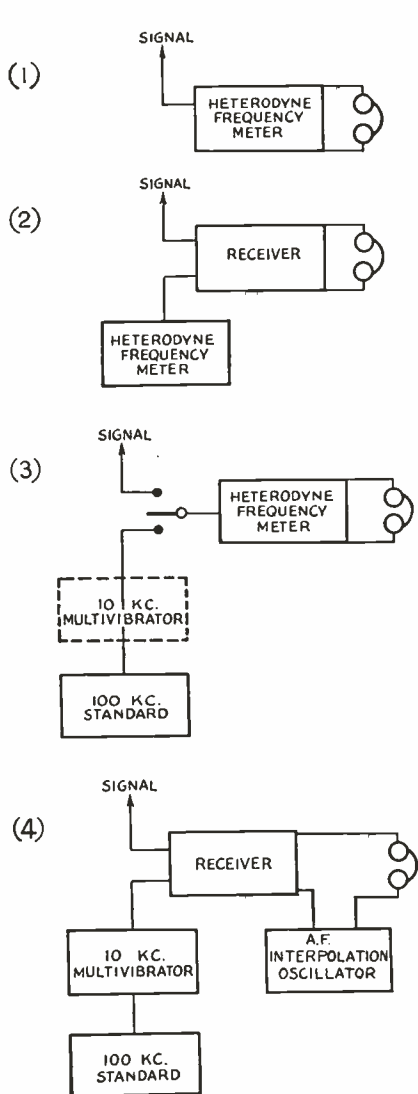 SIGNAL
(1)
HETERODYNE
FREQUENCY
METER
SIGNAL
(2)
RECEIVER
HETERODYNE
FREQUENCY
METER
SIGNAL
(3)
HETERODYNE
FREQUENCY
METER
10 KC.
MULTIVIBRATOR
100 KC.
STANDARD
SIGNAL
(4)
RECEIVER
A.F.
INTERPOLATION
OSCILLATOR
10 KC.
MULTIVIBRATOR
100 KC.
STANDARD